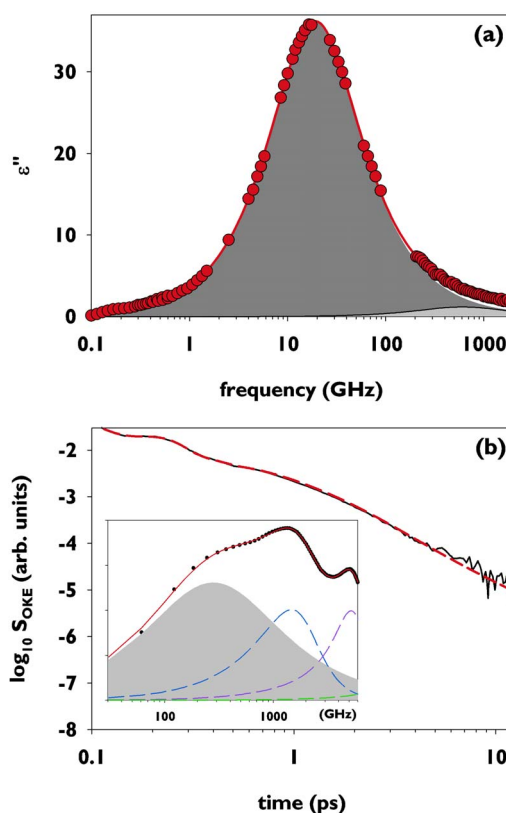 (a)
30
20
10
0
ε"
0.1 1 10 100 1000
frequency (GHz)
(b)
-2
-3
-4
-5
-6
-7
-8
log₁₀ S_OKE (arb. units)
100 1000 (GHz)
0.1 1 10
time (ps)